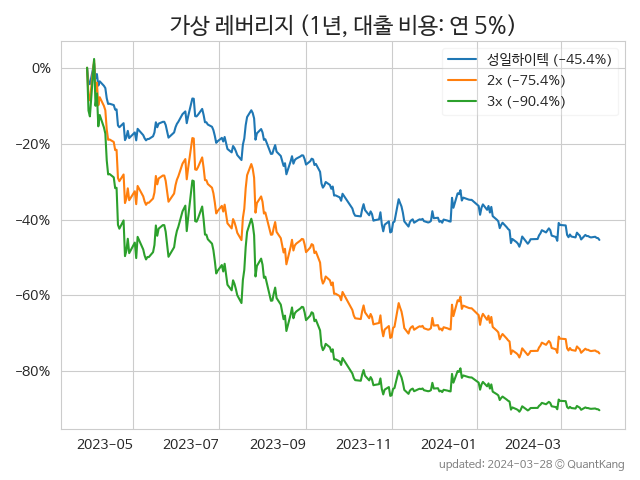 가상 레버리지 (1년, 대출 비용: 연 5%)
성일하이텍 (−45.4%)
2x (−75.4%)
3x (−90.4%)
0%
−20%
−40%
−60%
−80%
2023-05 2023-07 2023-09 2023-11 2024-01 2024-03
updated: 2024-03-28 © QuantKang